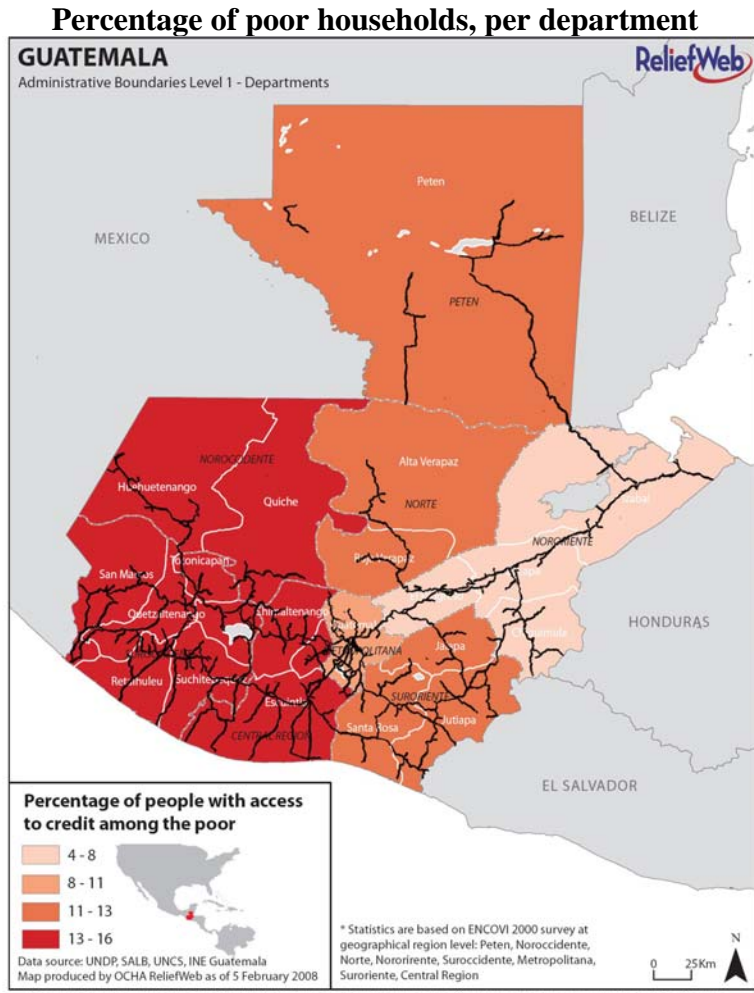 Percentage of poor households, per department
GUATEMALA
ReliefWeb
Administrative Boundaries Level 1 - Departments
Peten
MEXICO
BELIZE
PETEN
NOROCCIDENTE
Alta Verapaz
Huehuetenango
Quiche
NORTE
NORORIENTE
San Marcos
Totonicapan
Quetzaltenango
HONDURAS
Jalapa
Retalhuleu
Suchitepequez
SURORIENTE
Escuintla
Santa Rosa
Jutiapa
CENTRAL REGION
EL SALVADOR
Percentage of people with access
to credit among the poor
4 - 8
8 - 11
11 - 13
13 - 16
Data source: UNDP, SALB, UNCS, INE Guatemala
Map produced by OCHA ReliefWeb as of 5 February 2008
* Statistics are based on ENCOVI 2000 survey at
geographical region level: Peten, Noroccidente,
Norte, Nororirente, Suroccidente, Metropolitana,
Suroriente, Central Region
N
0 25Km